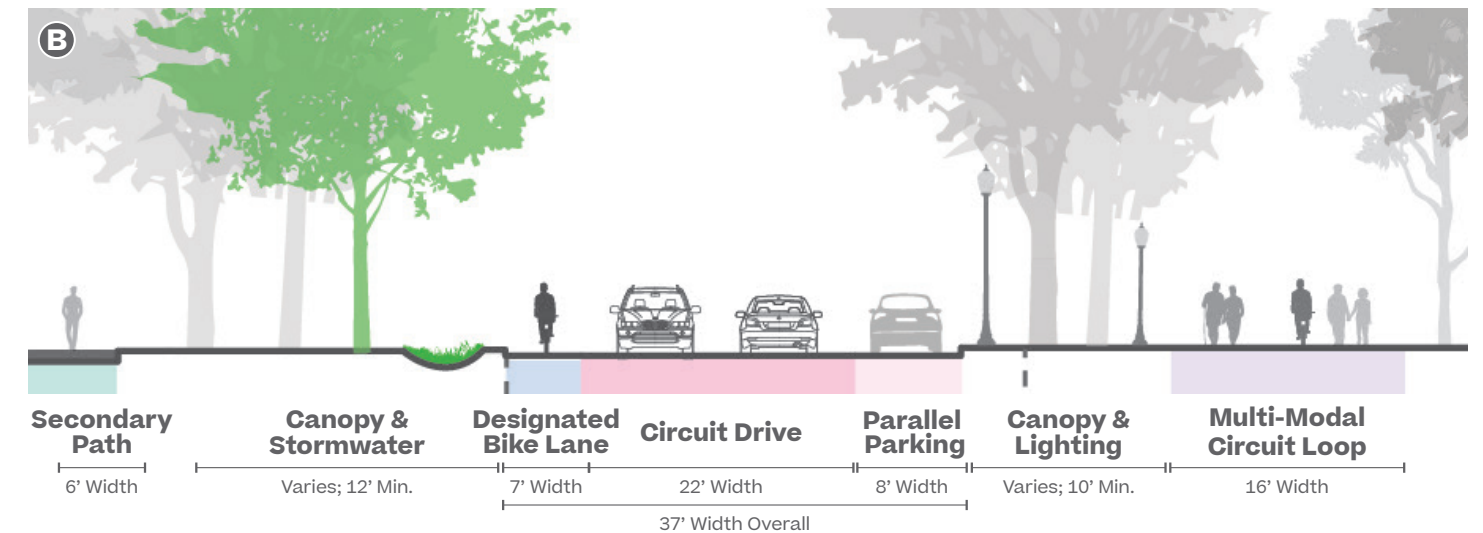 B
Secondary
Path
6’ Width
Canopy &
Stormwater
Varies; 12’ Min.
Designated
Bike Lane
7’ Width
Circuit Drive
22’ Width
Parallel
Parking
8’ Width
37’ Width Overall
Canopy &
Lighting
Varies; 10’ Min.
Multi-Modal
Circuit Loop
16’ Width